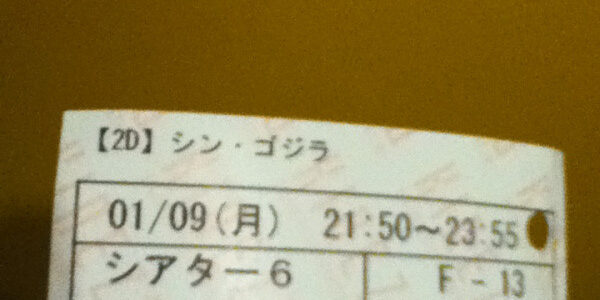 【2D】シン・ゴジラ
01/09(月) 21:50～23:55
シアター6 F-13